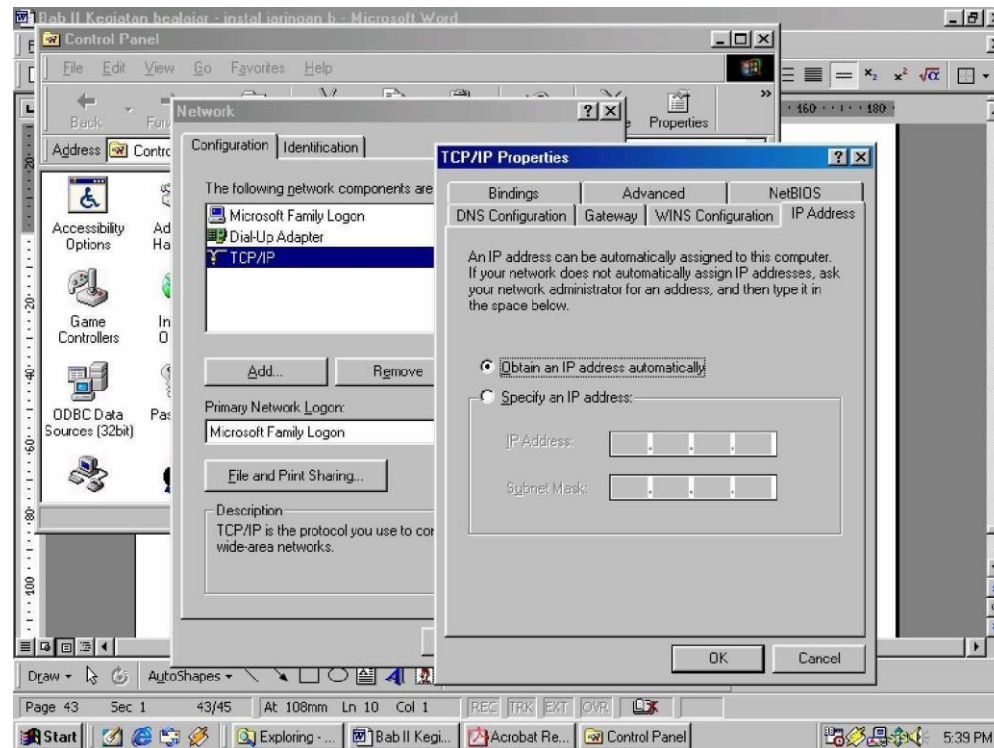 Bab II Kegiatan bealajar - instal jaringan b - Microsoft Word
Control Panel
File Edit View Go Favorites Help
Back
Properties
160 180
Address
Network
Configuration Identification
The following network components are
Microsoft Family Logon
Dial-Up Adapter
TCP/IP
Add... Remove
Primary Network Logon:
Microsoft Family Logon
File and Print Sharing...
Description
TCP/IP is the protocol you use to
wide-area networks.
Accessibility
Options
Game
Controllers
ODBC Data
Sources (32bit)
TCP/IP Properties
Bindings Advanced NetBIOS
DNS Configuration Gateway WINS Configuration IP Address
An IP address can be automatically assigned to this computer.
If your network does not automatically assign IP addresses, ask
your network administrator for an address, and then type it in
the space below.
Obtain an IP address automatically
Specify an IP address:
IP Address:
Subnet Mask:
OK Cancel
Draw AutoShapes
Page 43 Sec 1 43/45 At 108mm Ln 10 Col 1 REC TRK EXT OVR
Start Exploring - ... Bab II Kegi... Acrobat Re... Control Panel 5:39 PM